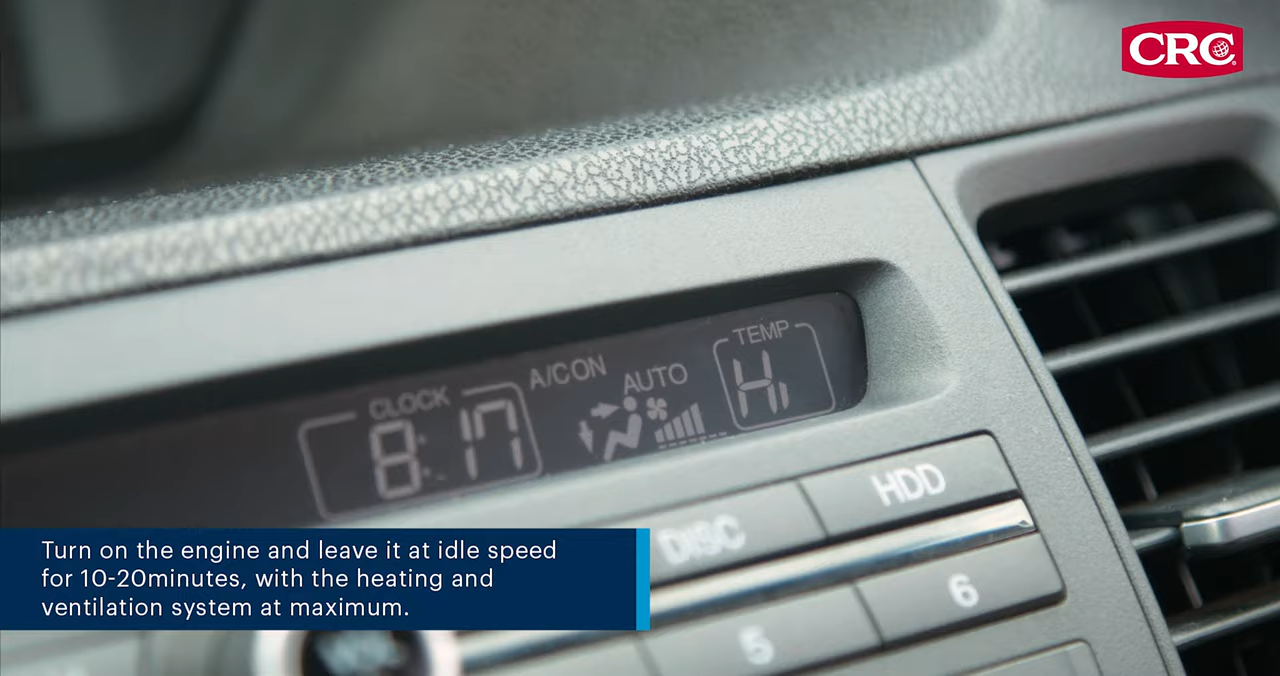 CRC
TEMP
A/CON
AUTO
Hi
CLOCK
8:17
HDD
DISC
6
5
Turn on the engine and leave it at idle speed
for 10-20minutes, with the heating and
ventilation system at maximum.